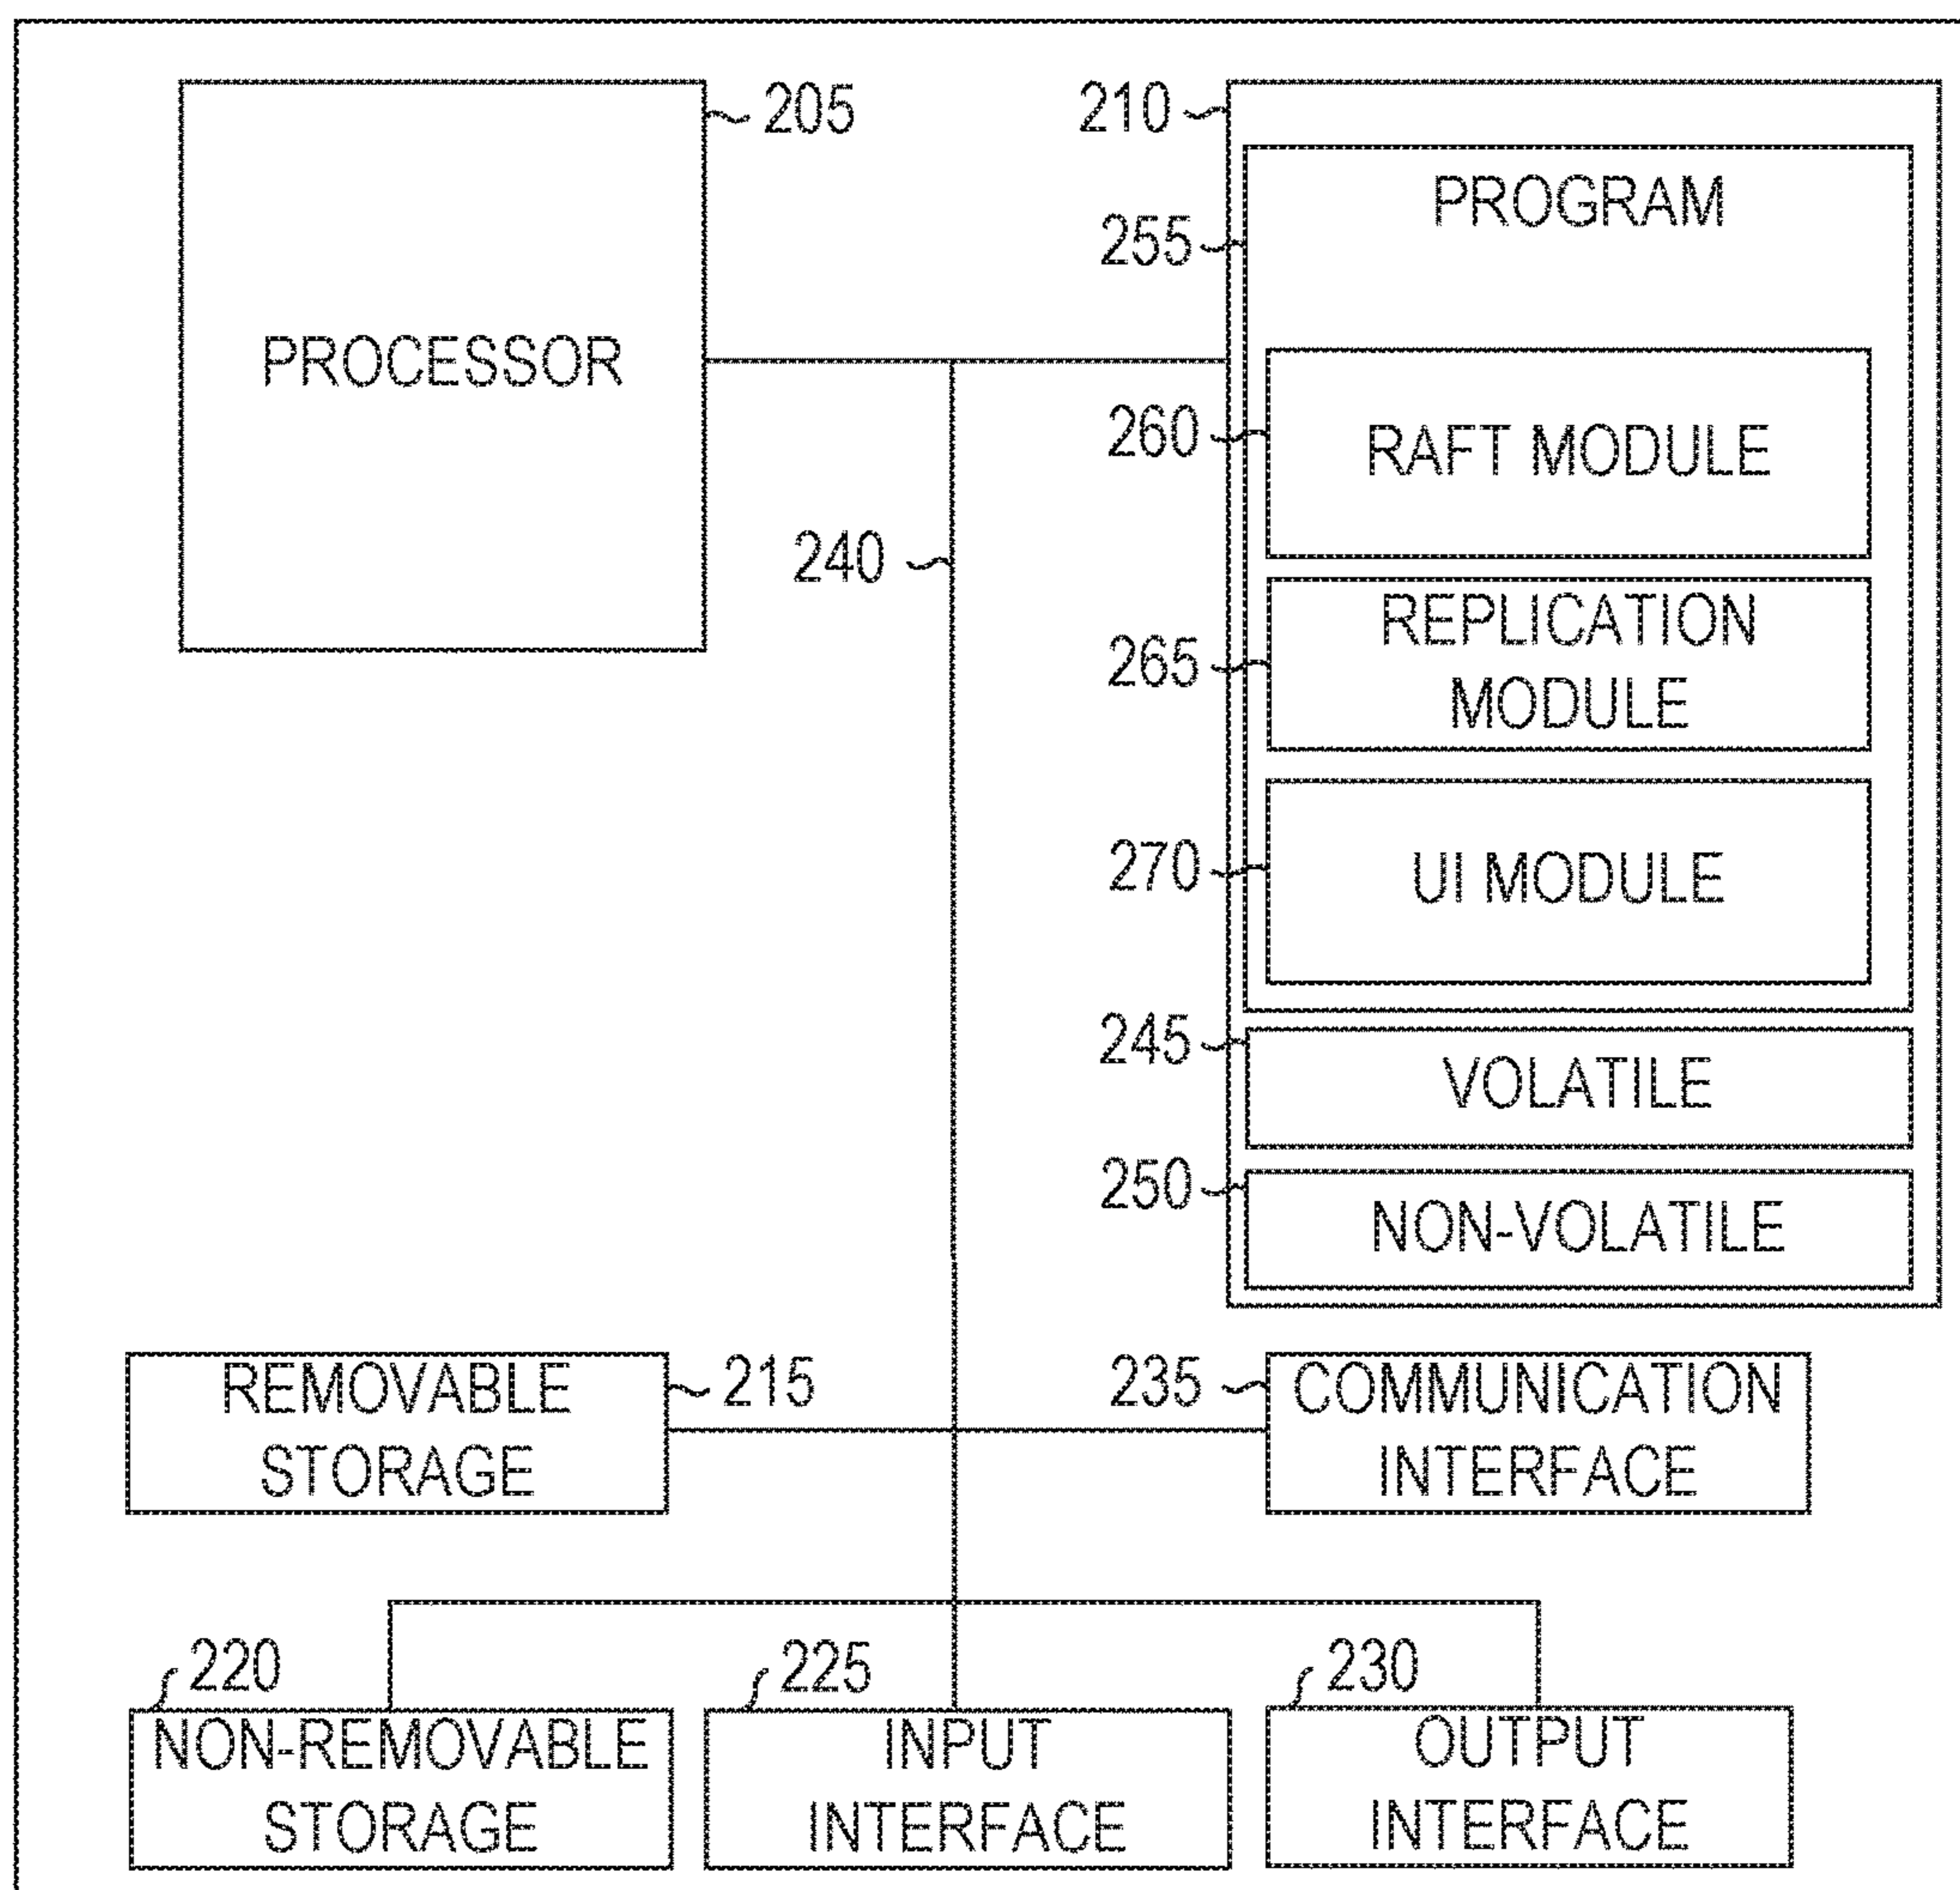 205
210
PROGRAM
255
PROCESSOR
260
RAFT MODULE
240
REPLICATION
MODULE
265
270
UI MODULE
245
VOLATILE
250
NON-VOLATILE
REMOVABLE
STORAGE
215
235
COMMUNICATION
INTERFACE
220
NON-REMOVABLE
STORAGE
225
INPUT
INTERFACE
230
OUTPUT
INTERFACE